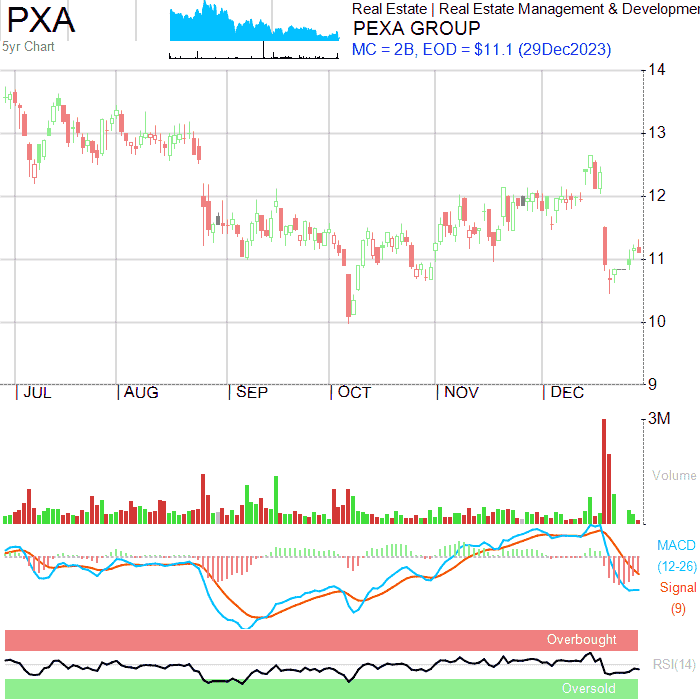 PXA
5yr Chart
Real Estate | Real Estate Management & Developmen
PEXA GROUP
MC = 2B, EOD = $11.1 (29Dec2023)
14
13
12
11
10
9
JUL AUG SEP OCT NOV DEC
3M
Volume
MACD
(12-26)
Signal
(9)
Overbought
RSI(14)
Oversold